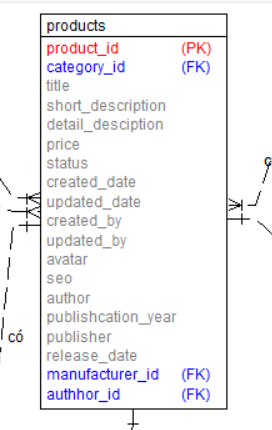 products
product_id (PK)
category_id (FK)
title
short_description
detail_desciption
price
status
created_date
updated_date
created_by
updated_by
avatar
seo
author
publishcation_year
publisher
release_date
manufacturer_id (FK)
authhor_id (FK)
có